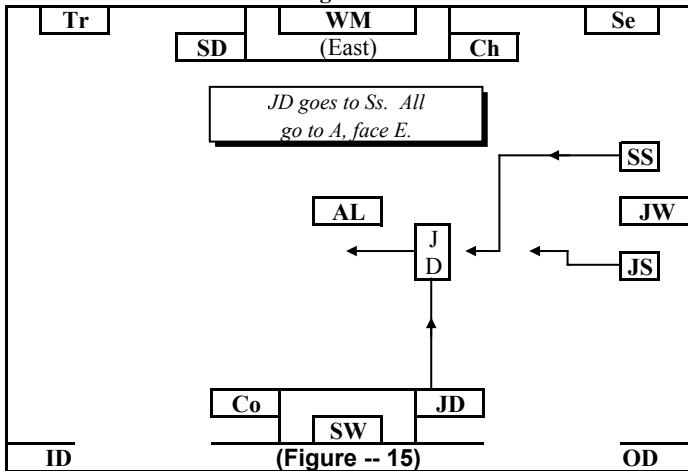 Tr WM Se
SD (East) Ch
JD goes to Ss. All
go to A, face E.
SS
AL JW
J
D
JS
Co JD
SW
ID (Figure -- 15) OD